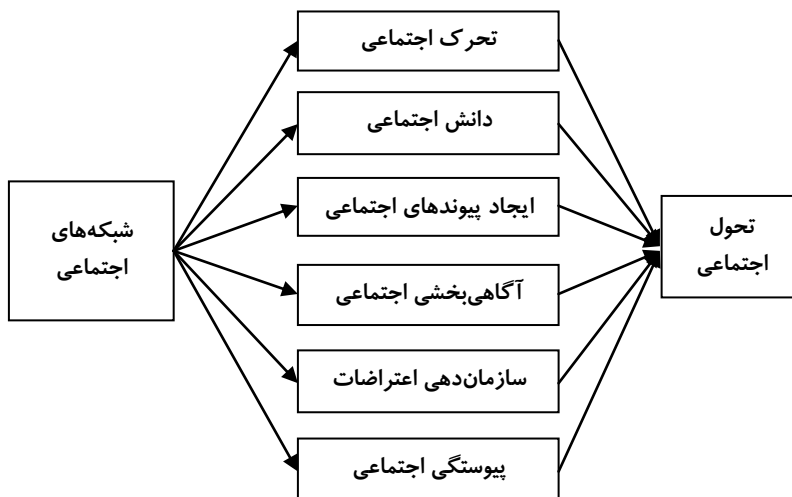 تحرک اجتماعی
دانش اجتماعی
ایجاد پیوندهای اجتماعی
آگاهی‌بخشی اجتماعی
سازمان‌دهی اعتراضات
پیوستگی اجتماعی
شبکه‌های
اجتماعی
تحول
اجتماعی